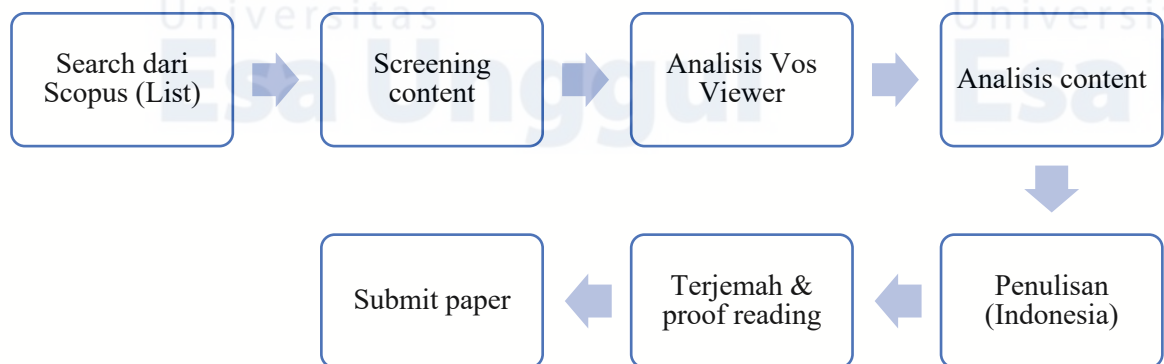 Universitas
Esa Unggul
Universi
Esa
Search dari
Scopus (List)
Screening
content
Analisis Vos
Viewer
Analisis content
Penulisan
(Indonesia)
Terjemah &
proof reading
Submit paper